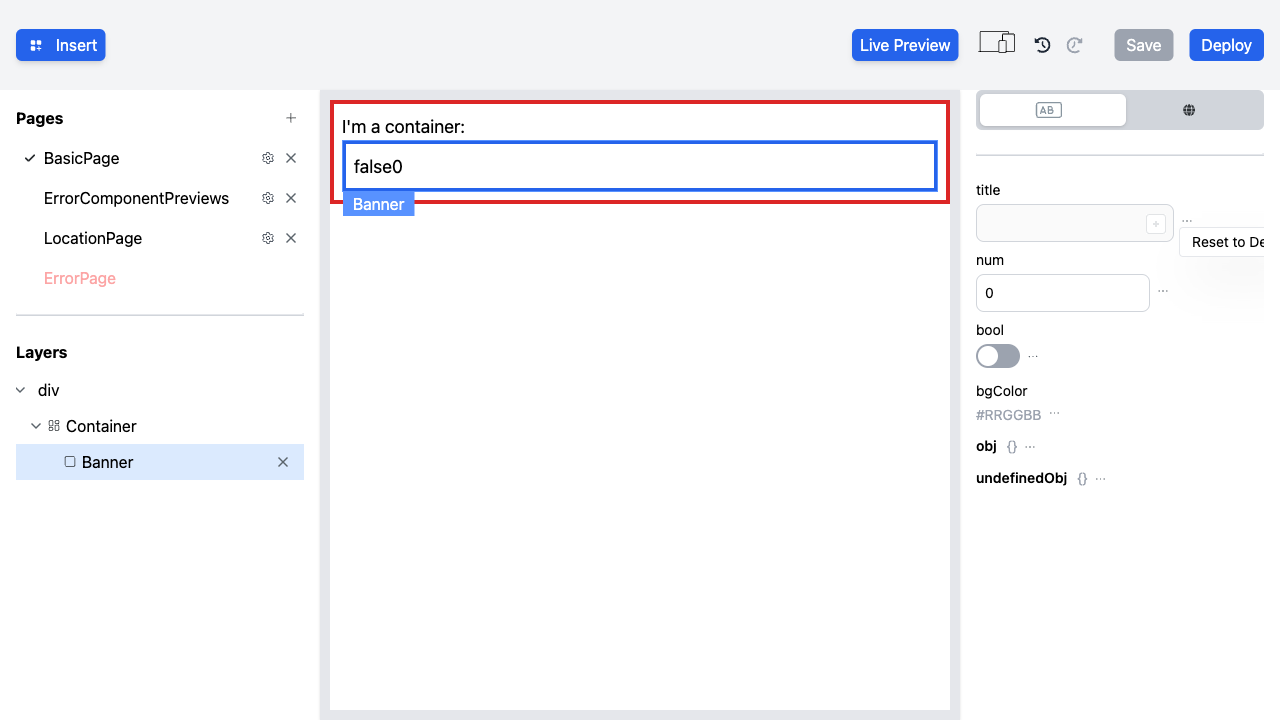 Insert
Live Preview
Save
Deploy
Pages
BasicPage
ErrorComponentPreviews
LocationPage
ErrorPage
Layers
div
Container
Banner
I'm a container:
false0
Banner
AB
title
Reset to De
num
0
bool
bgColor
#RRGGBB
obj {}
undefinedObj {}